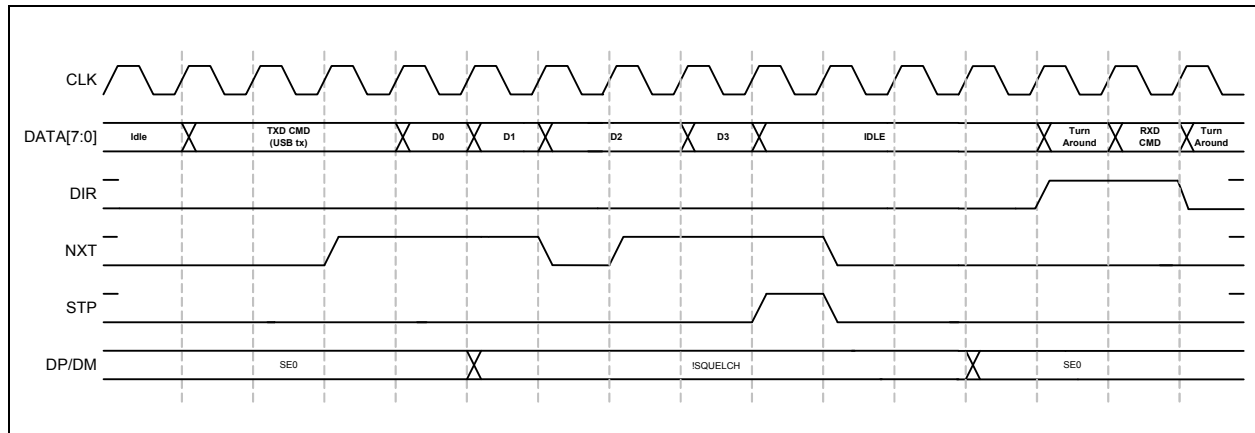 CLK
DATA[7:0]
Idle
TXD CMD
(USB tx)
D0
D1
D2
D3
IDLE
Turn
Around
RXD
CMD
Turn
Around
DIR
NXT
STP
DP/DM
SE0
!SQUELCH
SE0